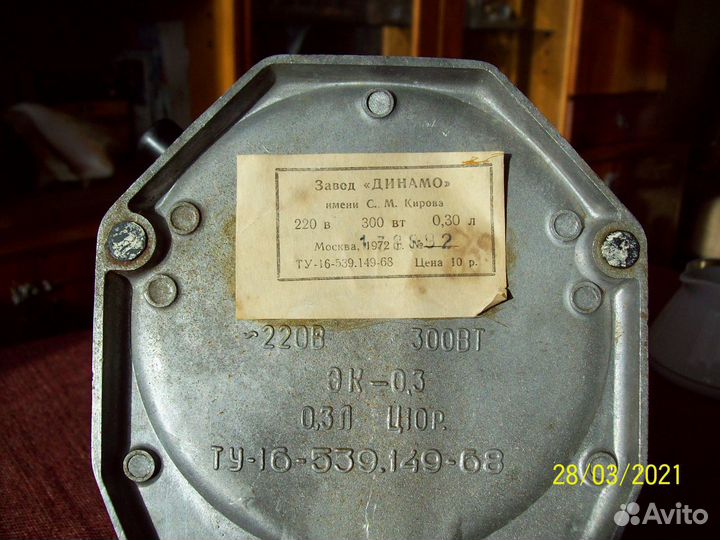 Завод «ДИНАМО»
имени С. М. Кирова
220 в 300 вт 0,30 л
Москва, 1972 г. №
ТУ-16-539.149-68 Цена 10 р.
~220В 300ВТ
ЭК-0,3
0,3Л Ц10Р.
ТУ-16-539.149-68
28/03/2021
Avito